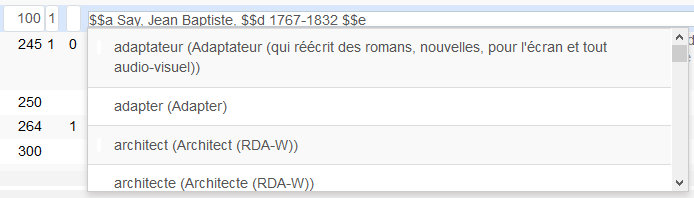 100 1 $$a Say, Jean Baptiste, $$d 1767-1832 $$e
245 1 0
adaptateur (Adaptateur (qui réécrit des romans, nouvelles, pour l'écran et tout
audio-visuel))
250
adapter (Adapter)
264 1
architect (Architect (RDA-W))
300
architecte (Architecte (RDA-W))